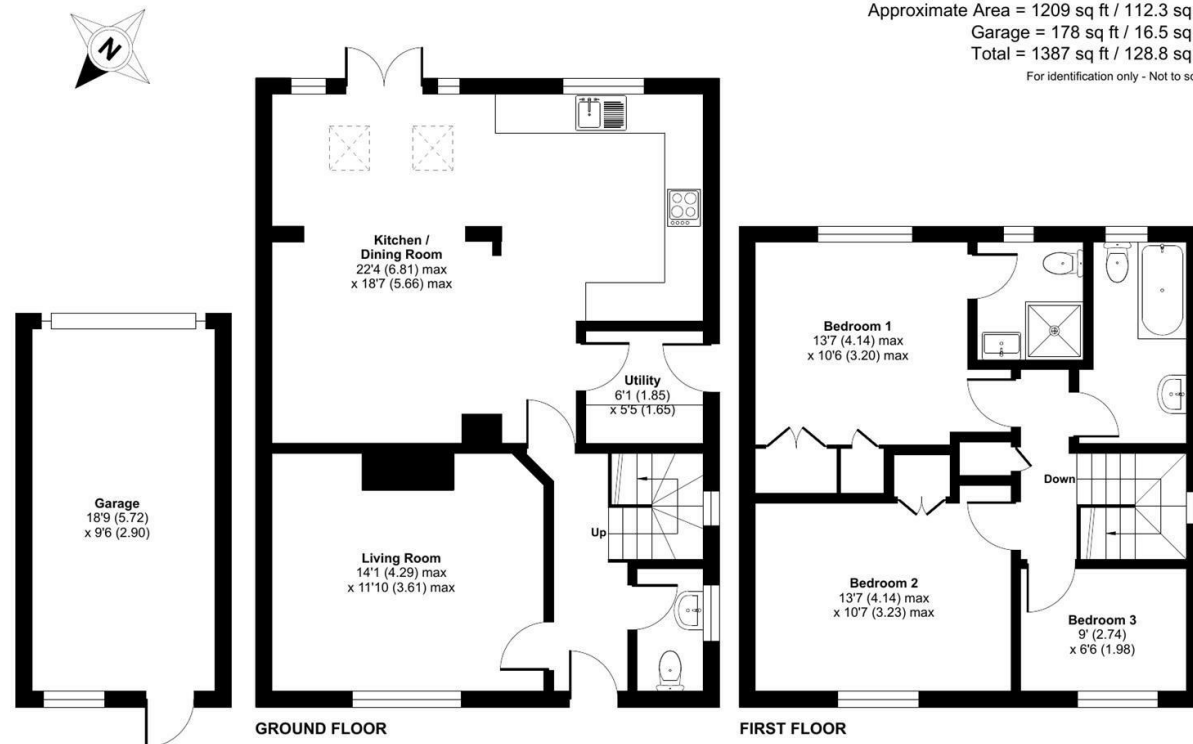 Approximate Area = 1209 sq ft / 112.3 sq
Garage = 178 sq ft / 16.5 sq
Total = 1387 sq ft / 128.8 sq
For identification only - Not to sc
N
Kitchen /
Dining Room
22'4 (6.81) max
x 18'7 (5.66) max
Utility
6'1 (1.85)
x 5'5 (1.65)
Garage
18'9 (5.72)
x 9'6 (2.90)
Living Room
14'1 (4.29) max
x 11'10 (3.61) max
Up
GROUND FLOOR
Bedroom 1
13'7 (4.14) max
x 10'6 (3.20) max
Down
Bedroom 2
13'7 (4.14) max
x 10'7 (3.23) max
Bedroom 3
9' (2.74)
x 6'6 (1.98)
FIRST FLOOR